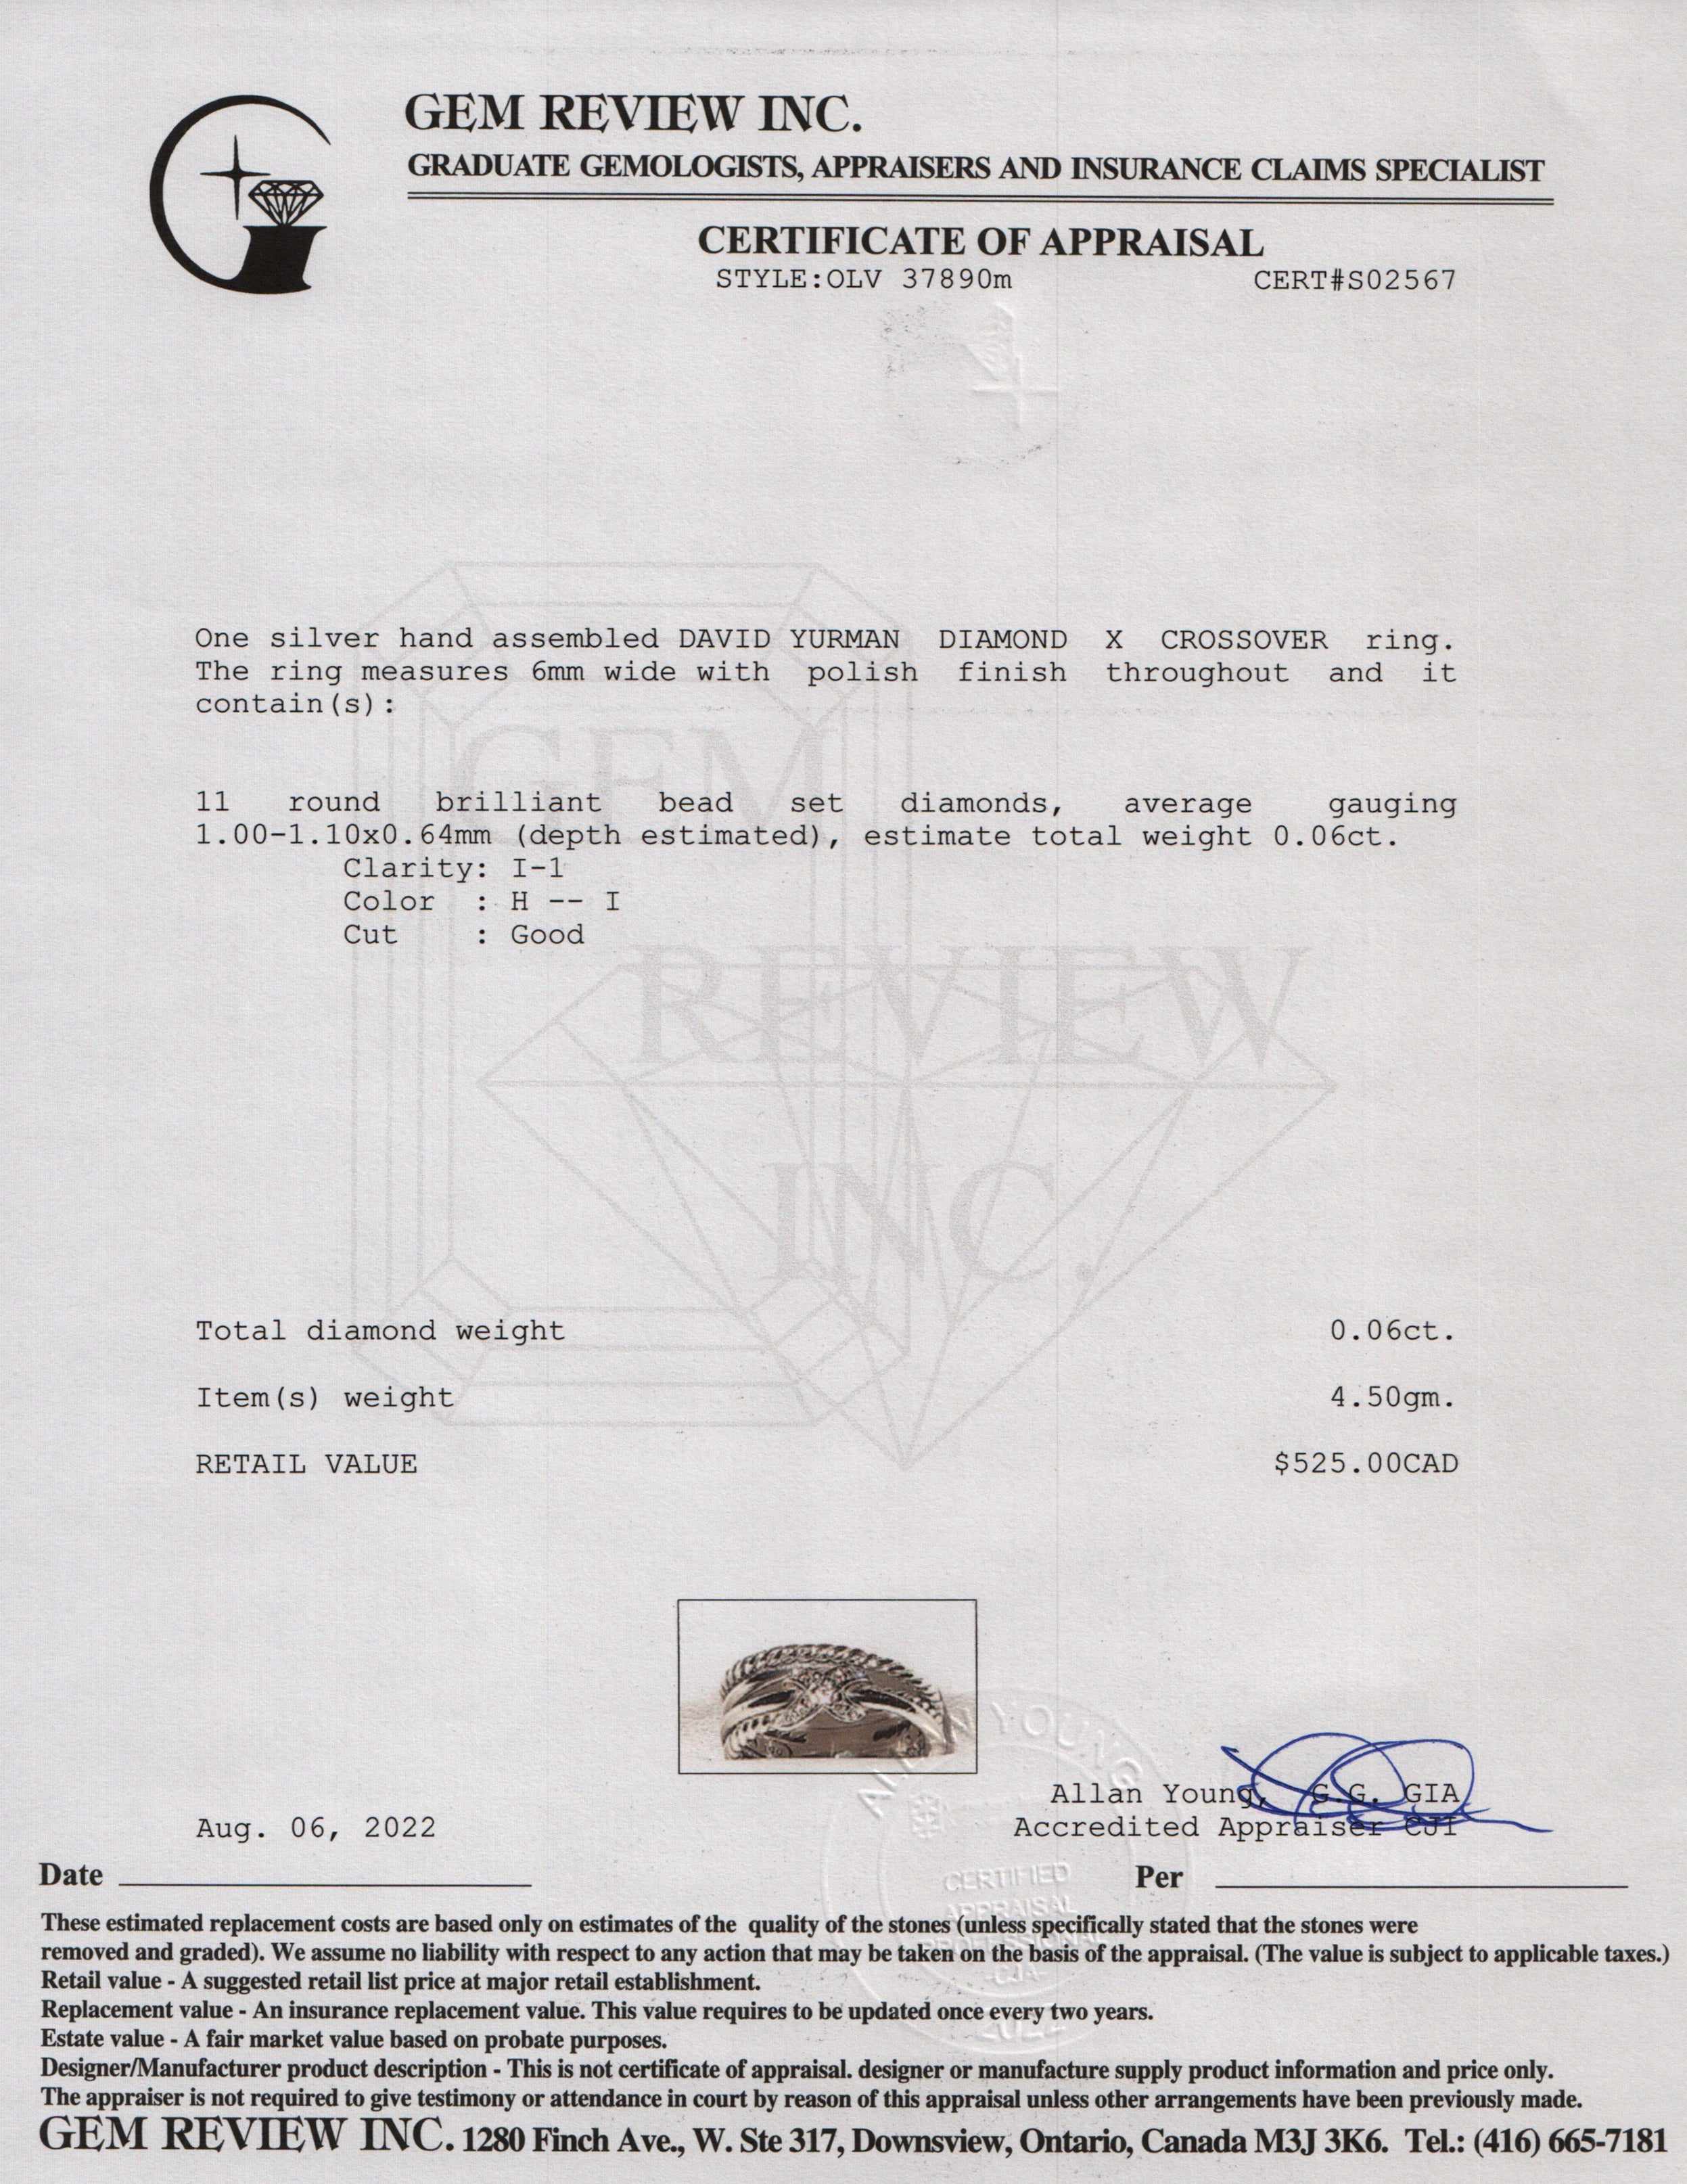 GEM REVIEW INC.
GRADUATE GEMOLOGISTS, APPRAISERS AND INSURANCE CLAIMS SPECIALIST
CERTIFICATE OF APPRAISAL
STYLE:OLV 37890m CERT#S02567
One silver hand assembled DAVID YURMAN DIAMOND X CROSSOVER ring.
The ring measures 6mm wide with polish finish throughout and it
contain(s):
GEM
11 round brilliant bead set diamonds, average gauging
1.00-1.10x0.64mm (depth estimated), estimate total weight 0.06ct.
Clarity: I-1
Color : H -- I
Cut : Good
REVIEW
INC.
Total diamond weight 0.06ct.
Item(s) weight 4.50gm.
RETAIL VALUE $525.00CAD
ALLAN YOUNG
Allan Young, G.G. GIA
Aug. 06, 2022 Accredited Appraiser CJI
Date Per
CERTIFIED
APPRAISAL
PROFESSIONAL
These estimated replacement costs are based only on estimates of the quality of the stones (unless specifically stated that the stones were
removed and graded). We assume no liability with respect to any action that may be taken on the basis of the appraisal. (The value is subject to applicable taxes.)
Retail value - A suggested retail list price at major retail establishment.
Replacement value - An insurance replacement value. This value requires to be updated once every two years.
Estate value - A fair market value based on probate purposes.
Designer/Manufacturer product description - This is not certificate of appraisal. designer or manufacture supply product information and price only.
The appraiser is not required to give testimony or attendance in court by reason of this appraisal unless other arrangements have been previously made.
GEM REVIEW INC. 1280 Finch Ave., W. Ste 317, Downsview, Ontario, Canada M3J 3K6. Tel.: (416) 665-7181